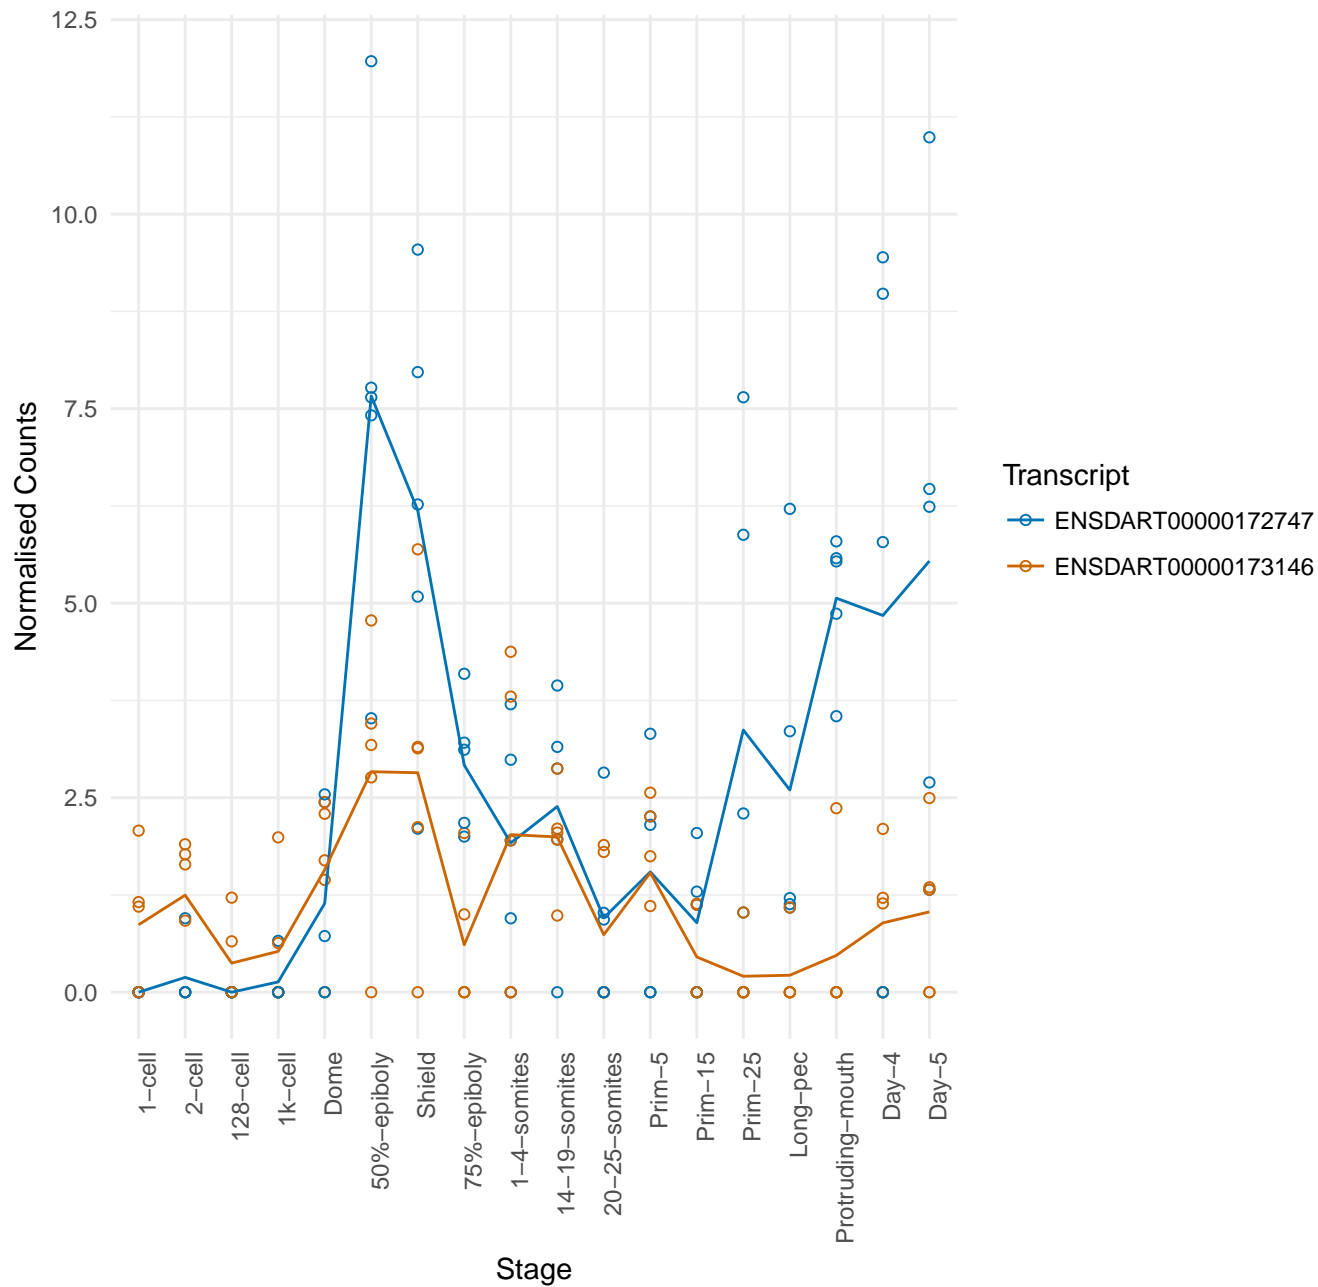 12.5
10.0
7.5
5.0
2.5
0.0
Normalised Counts
1−cell
2−cell
128−cell
1k−cell
Dome
50%−epiboly
Shield
75%−epiboly
1−4−somites
14−19−somites
20−25−somites
Prim−5
Prim−15
Prim−25
Long−pec
Protruding−mouth
Day−4
Day−5
Stage
Transcript
ENSDART00000172747
ENSDART00000173146